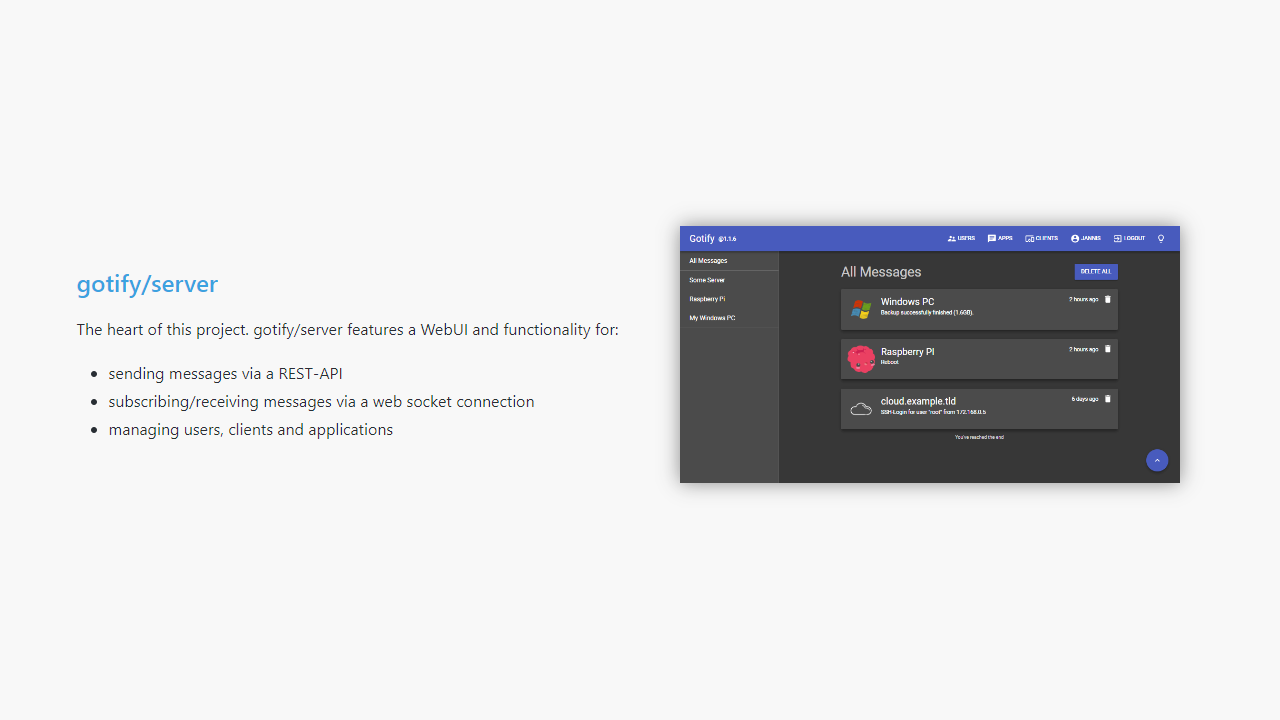 gotify/server
The heart of this project. gotify/server features a WebUI and functionality for:
sending messages via a REST-API
subscribing/receiving messages via a web socket connection
managing users, clients and applications
Gotify @1.1.6
USERS APPS CLIENTS JANNIS LOGOUT
All Messages
Some Server
Raspberry Pi
My Windows PC
All Messages
DELETE ALL
Windows PC
2 hours ago
Backup successfully finished (1.6GB).
Raspberry PI
2 hours ago
Reboot
cloud.example.tld
6 days ago
SSH-Login for user "root" from 172.168.0.5
You've reached the end